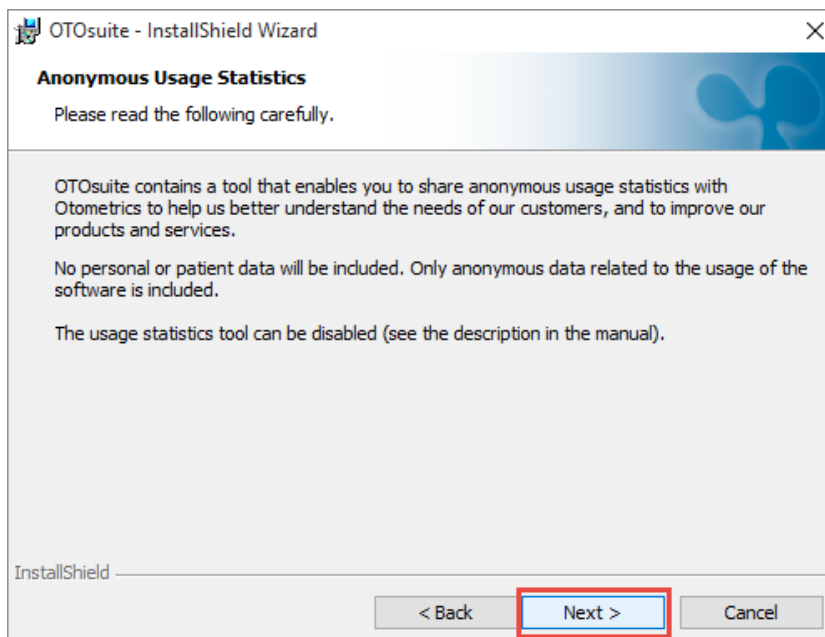 OTOsuite - InstallShield Wizard
Anonymous Usage Statistics
Please read the following carefully.
OTOsuite contains a tool that enables you to share anonymous usage statistics with
Otometrics to help us better understand the needs of our customers, and to improve our
products and services.
No personal or patient data will be included. Only anonymous data related to the usage of the
software is included.
The usage statistics tool can be disabled (see the description in the manual).
InstallShield
< Back Next > Cancel